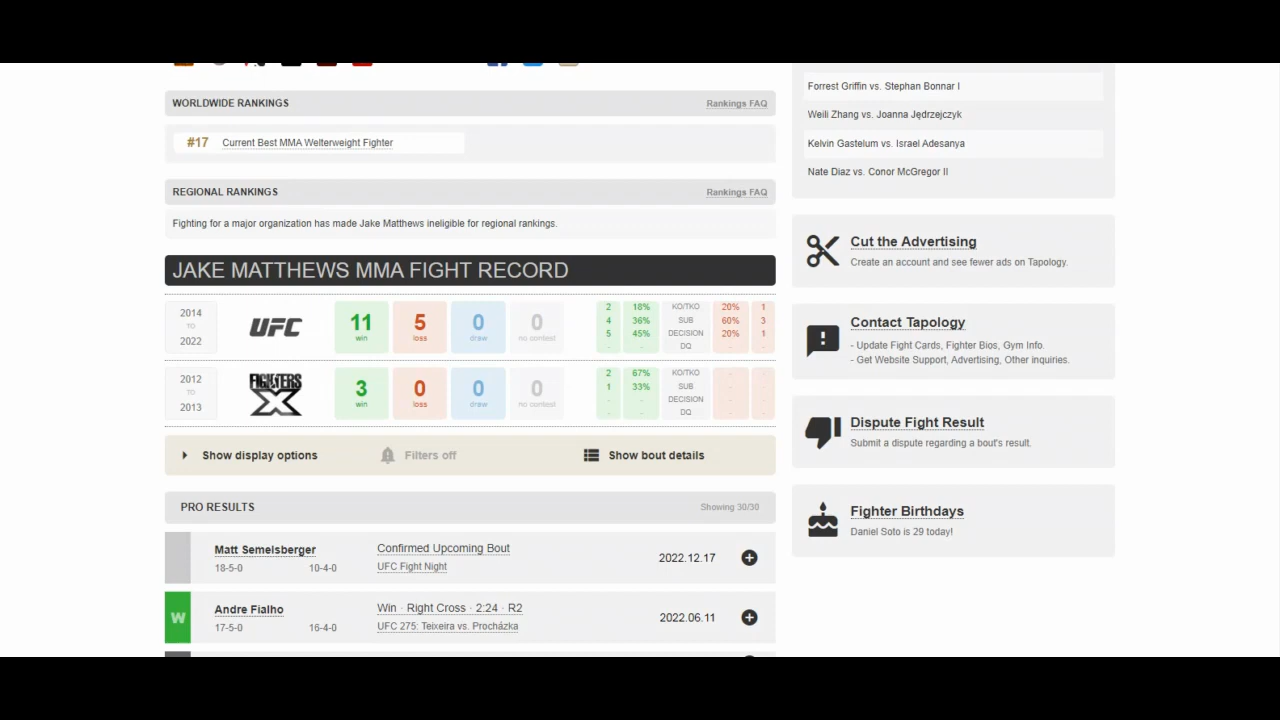 WORLDWIDE RANKINGS
Rankings FAQ
#17 Current Best MMA Welterweight Fighter
REGIONAL RANKINGS
Rankings FAQ
Fighting for a major organization has made Jake Matthews ineligible for regional rankings.
JAKE MATTHEWS MMA FIGHT RECORD
2014
TO
2022
UFC
11
win
5
loss
0
draw
0
no contest
2 18% KO/TKO 20% 1
4 36% SUB 60% 3
5 45% DECISION 20% 1
- - DQ - -
2012
TO
2013
FIGHTERS
X
3
win
0
loss
0
draw
0
no contest
2 67% KO/TKO - -
1 33% SUB - -
- - DECISION - -
- - DQ - -
Show display options
Filters off
Show bout details
PRO RESULTS
Showing 30/30
Matt Semelsberger
18-5-0 10-4-0
Confirmed Upcoming Bout
UFC Fight Night
2022.12.17
W
Andre Fialho
17-5-0 16-4-0
Win · Right Cross · 2:24 · R2
UFC 275: Teixeira vs. Procházka
2022.06.11
Forrest Griffin vs. Stephan Bonnar I
Weili Zhang vs. Joanna Jędrzejczyk
Kelvin Gastelum vs. Israel Adesanya
Nate Diaz vs. Conor McGregor II
Cut the Advertising
Create an account and see fewer ads on Tapology.
Contact Tapology
- Update Fight Cards, Fighter Bios, Gym Info.
- Get Website Support, Advertising, Other inquiries.
Dispute Fight Result
Submit a dispute regarding a bout's result.
Fighter Birthdays
Daniel Soto is 29 today!